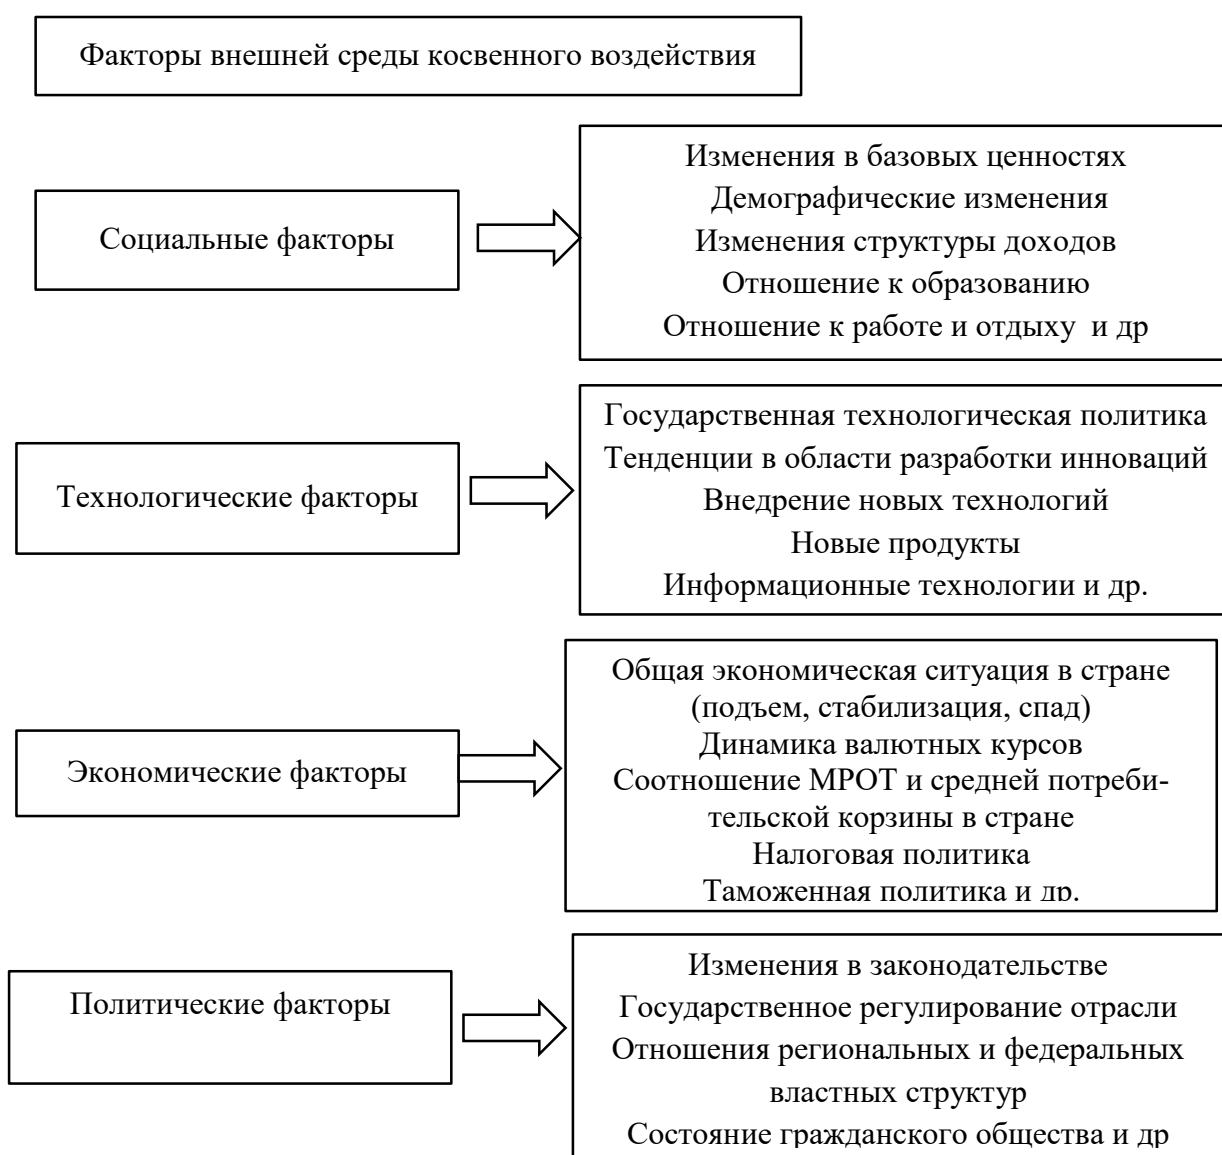 Факторы внешней среды косвенного воздействия
Социальные факторы
Изменения в базовых ценностях
Демографические изменения
Изменения структуры доходов
Отношение к образованию
Отношение к работе и отдыху  и др
Технологические факторы
Государственная технологическая политика
Тенденции в области разработки инноваций
Внедрение новых технологий
Новые продукты
Информационные технологии и др.
Экономические факторы
Общая экономическая ситуация в стране
(подъем, стабилизация, спад)
Динамика валютных курсов
Соотношение МРОТ и средней потреби-
тельской корзины в стране
Налоговая политика
Таможенная политика и др.
Политические факторы
Изменения в законодательстве
Государственное регулирование отрасли
Отношения региональных и федеральных
властных структур
Состояние гражданского общества и др